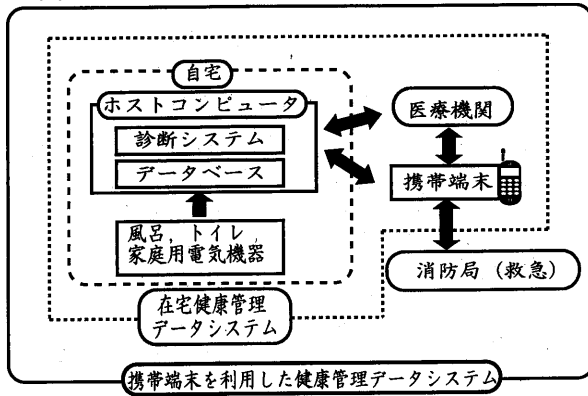 自宅
ホストコンピュータ
診断システム
データベース
風呂，トイレ，
家庭用電気機器
医療機関
携帯端末
消防局（救急）
在宅健康管理
データシステム
携帯端末を利用した健康管理データシステム